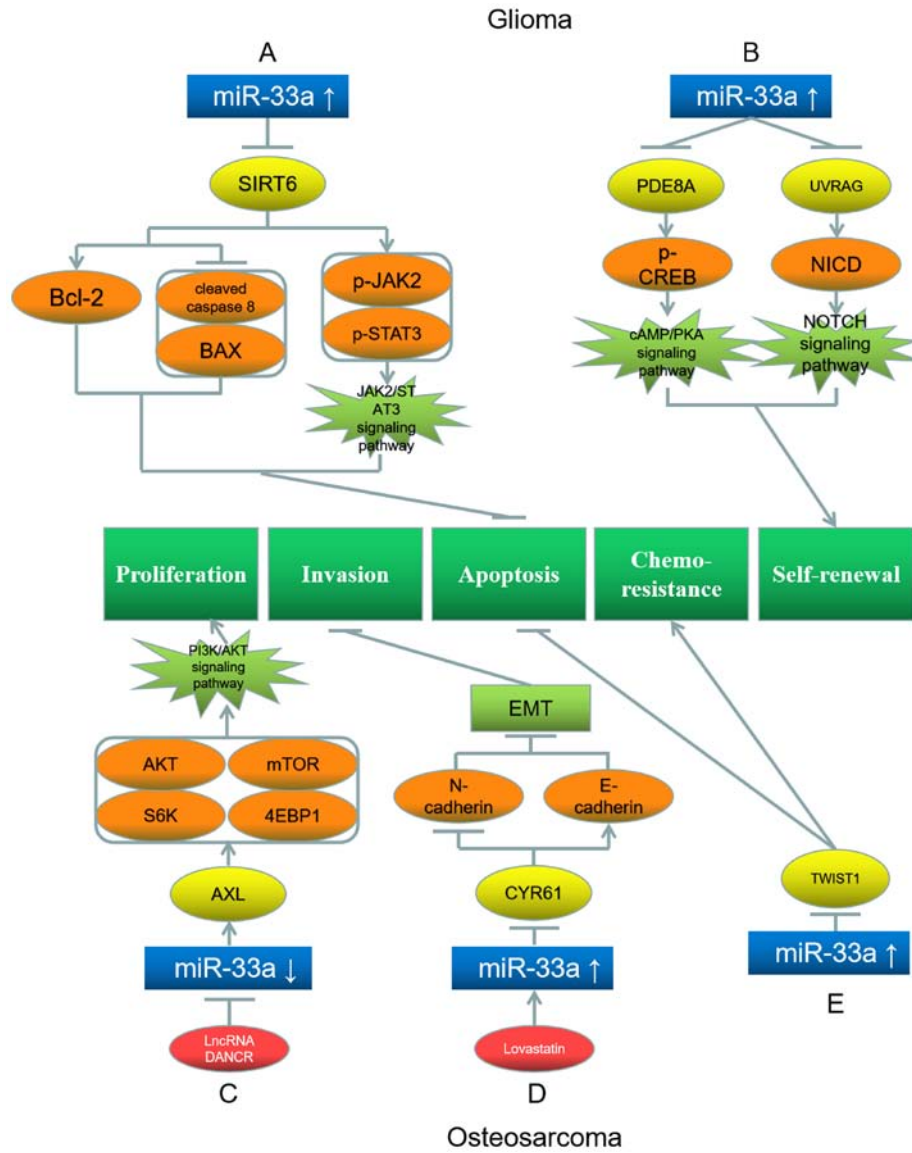 Glioma
A
B
miR-33a ↑
miR-33a ↑
SIRT6
PDE8A
UVRAG
Bcl-2
cleaved
caspase 8
BAX
p-JAK2
p-STAT3
JAK2/ST
AT3
signaling
pathway
p-
CREB
NICD
cAMP/PKA
signaling
pathway
NOTCH
signaling
pathway
Proliferation
Invasion
Apoptosis
Chemo-
resistance
Self-renewal
PI3K/AKT
signaling
pathway
AKT
mTOR
S6K
4EBP1
AXL
miR-33a ↓
LncRNA
DANCR
C
EMT
N-
cadherin
E-
cadherin
CYR61
miR-33a ↑
Lovastatin
D
TWIST1
miR-33a ↑
E
Osteosarcoma